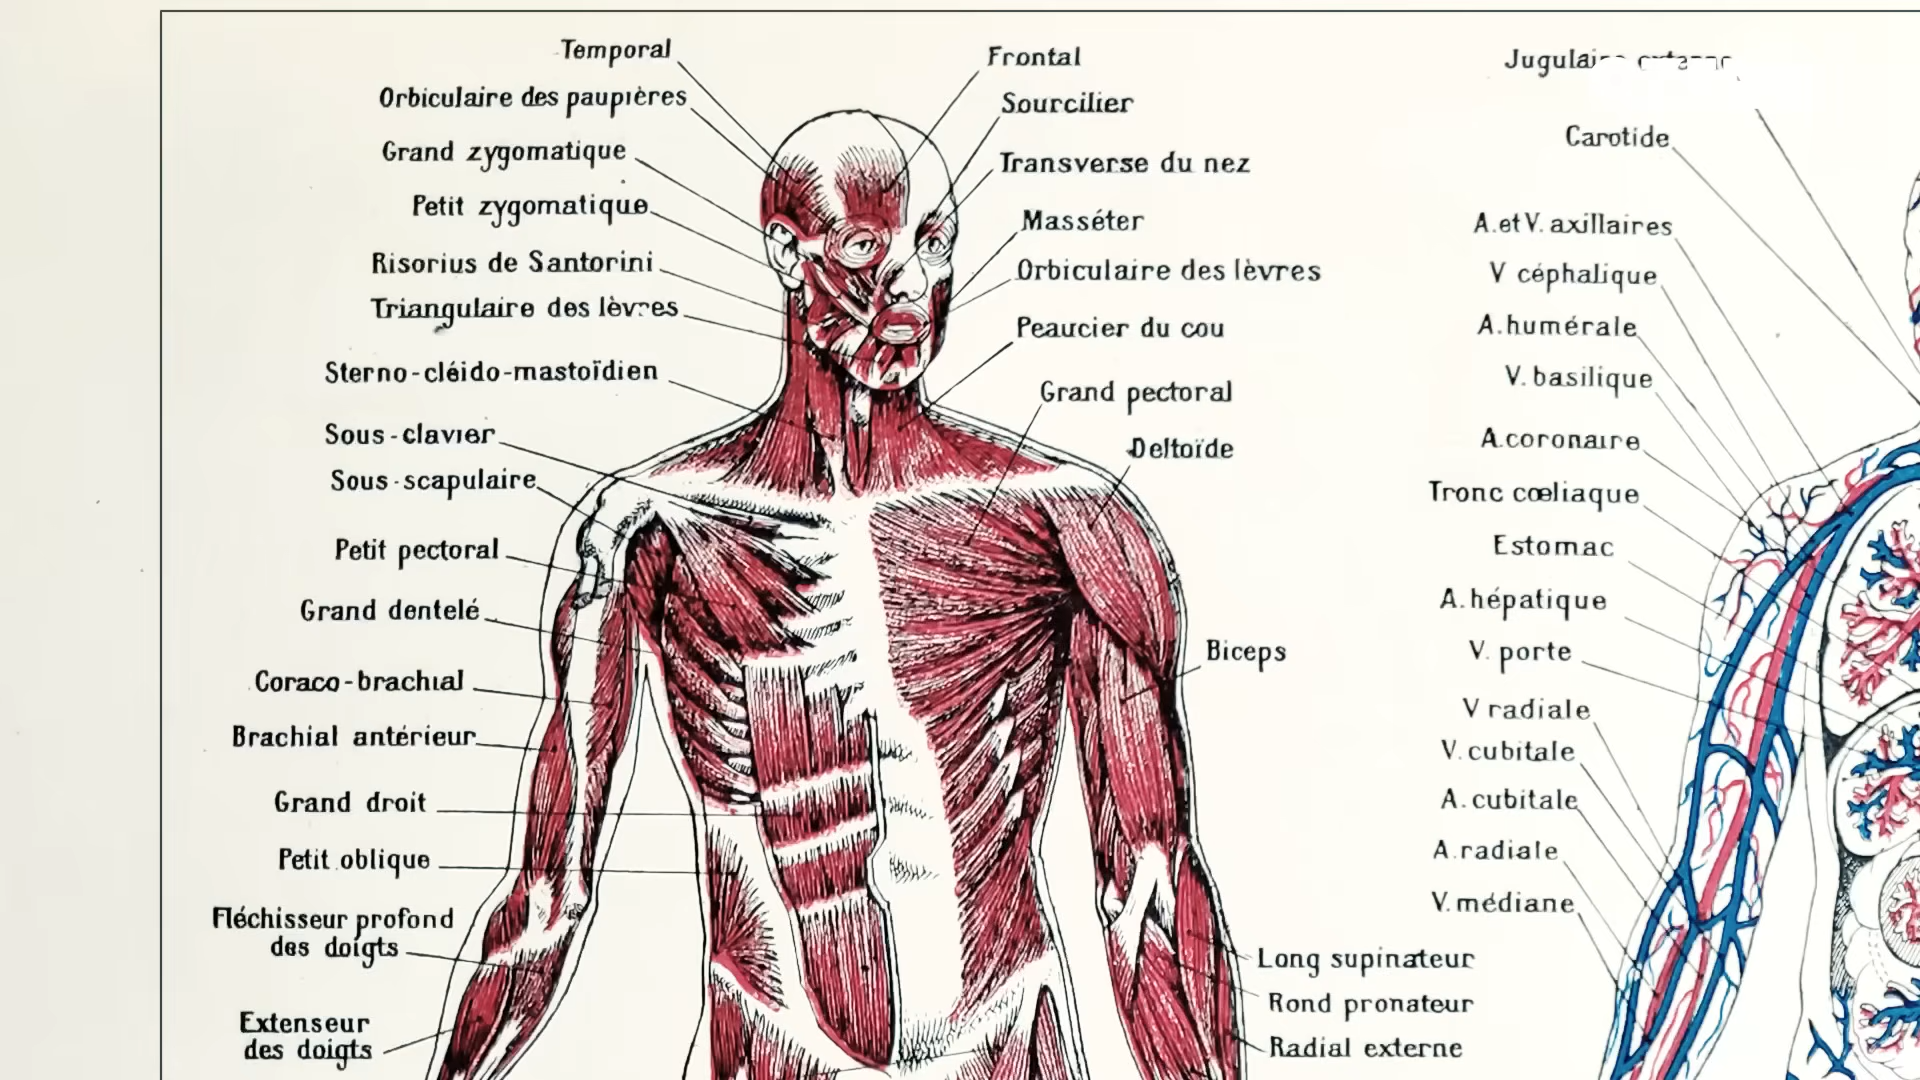 Temporal
Orbiculaire des paupières
Grand zygomatique
Petit zygomatique
Risorius de Santorini
Triangulaire des lèvres
Sterno-cléido-mastoïdien
Sous-clavier
Sous-scapulaire
Petit pectoral
Grand dentelé
Coraco-brachial
Brachial antérieur
Grand droit
Petit oblique
Fléchisseur profond
des doigts
Extenseur
des doigts
Frontal
Sourcilier
Transverse du nez
Masséter
Orbiculaire des lèvres
Peaucier du cou
Grand pectoral
Deltoïde
Biceps
Long supinateur
Rond pronateur
Radial externe
Carotide
A. et V. axillaires
V céphalique
A. humérale
V. basilique
A. coronaire
Tronc cœliaque
Estomac
A. hépatique
V. porte
V radiale
V. cubitale
A. cubitale
A. radiale
V. médiane